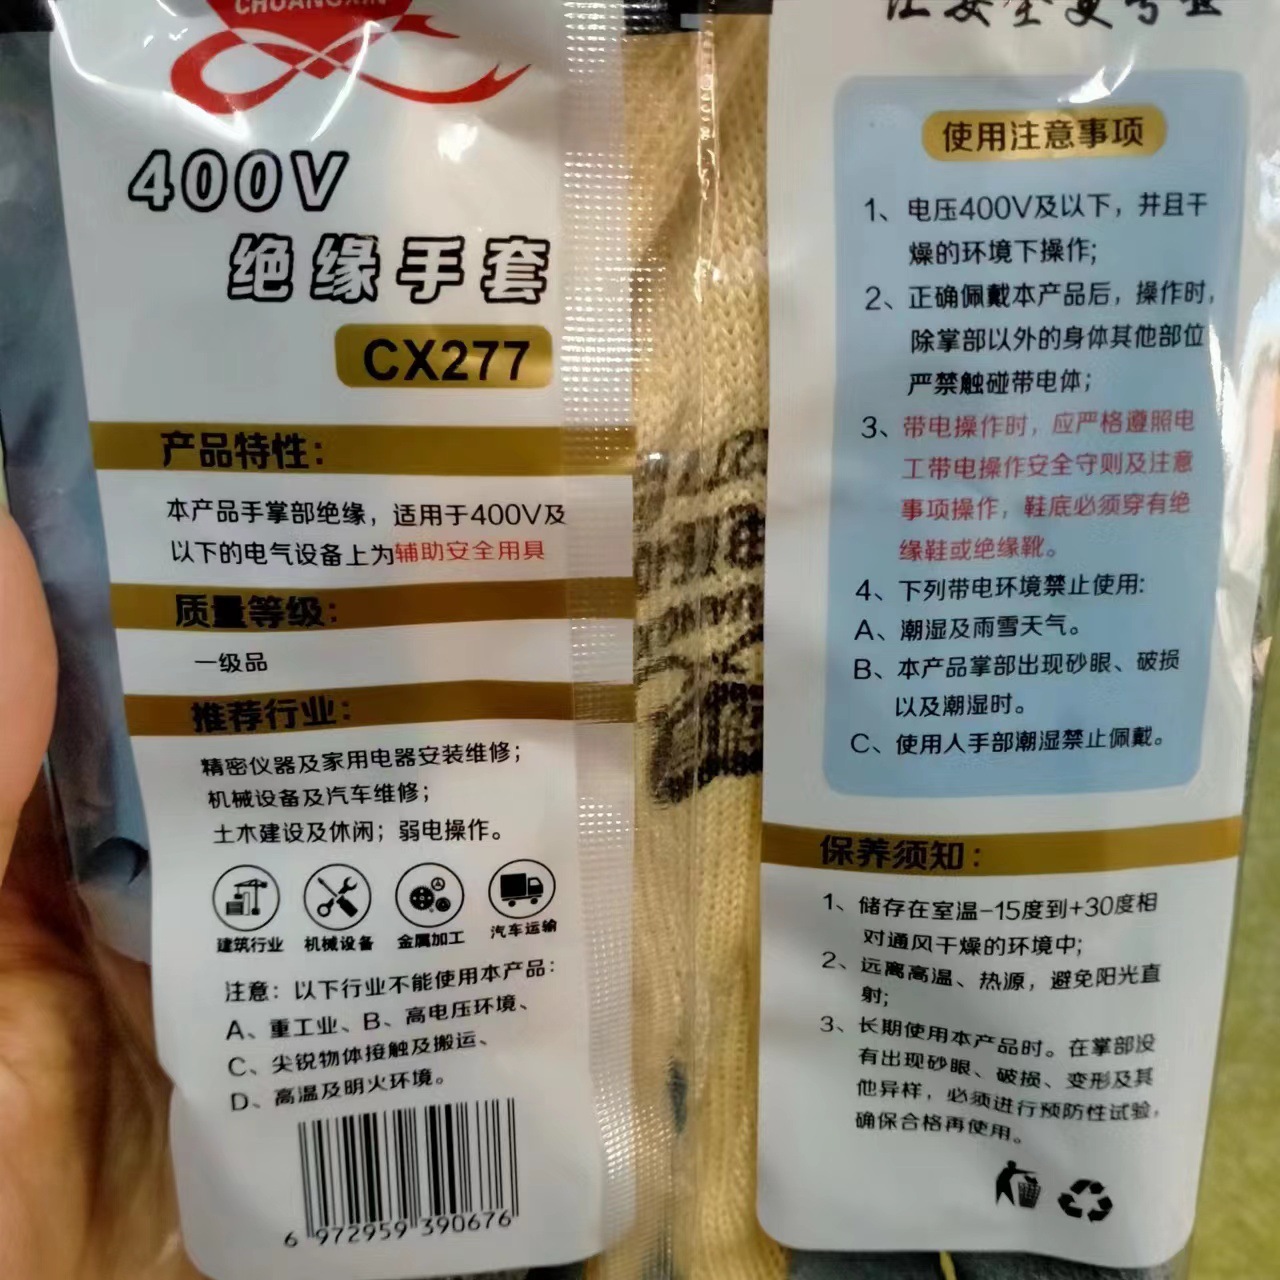 CHUANGXIN
400V
绝缘手套
CX277
产品特性：
本产品手掌部绝缘，适用于400V及
以下的电气设备上为辅助安全用具
质量等级：
一级品
推荐行业：
精密仪器及家用电器安装维修；
机械设备及汽车维修；
土木建设及休闲；弱电操作。
建筑行业 机械设备 金属加工 汽车运输
注意：以下行业不能使用本产品：
A、重工业、B、高电压环境、
C、尖锐物体接触及搬运、
D、高温及明火环境。
6 972959 390676
使用注意事项
1、电压400V及以下，并且干
燥的环境下操作；
2、正确佩戴本产品后，操作时，
除掌部以外的身体其他部位
严禁触碰带电体；
3、带电操作时，应严格遵照电
工带电操作安全守则及注意
事项操作，鞋底必须穿有绝
缘鞋或绝缘靴。
4、下列带电环境禁止使用：
A、潮湿及雨雪天气。
B、本产品掌部出现砂眼、破损
以及潮湿时。
C、使用人手部潮湿禁止佩戴。
保养须知：
1、储存在室温-15度到+30度相
对通风干燥的环境中；
2、远离高温、热源，避免阳光直
射；
3、长期使用本产品时。在掌部没
有出现砂眼、破损、变形及其
他异样，必须进行预防性试验，
确保合格再使用。